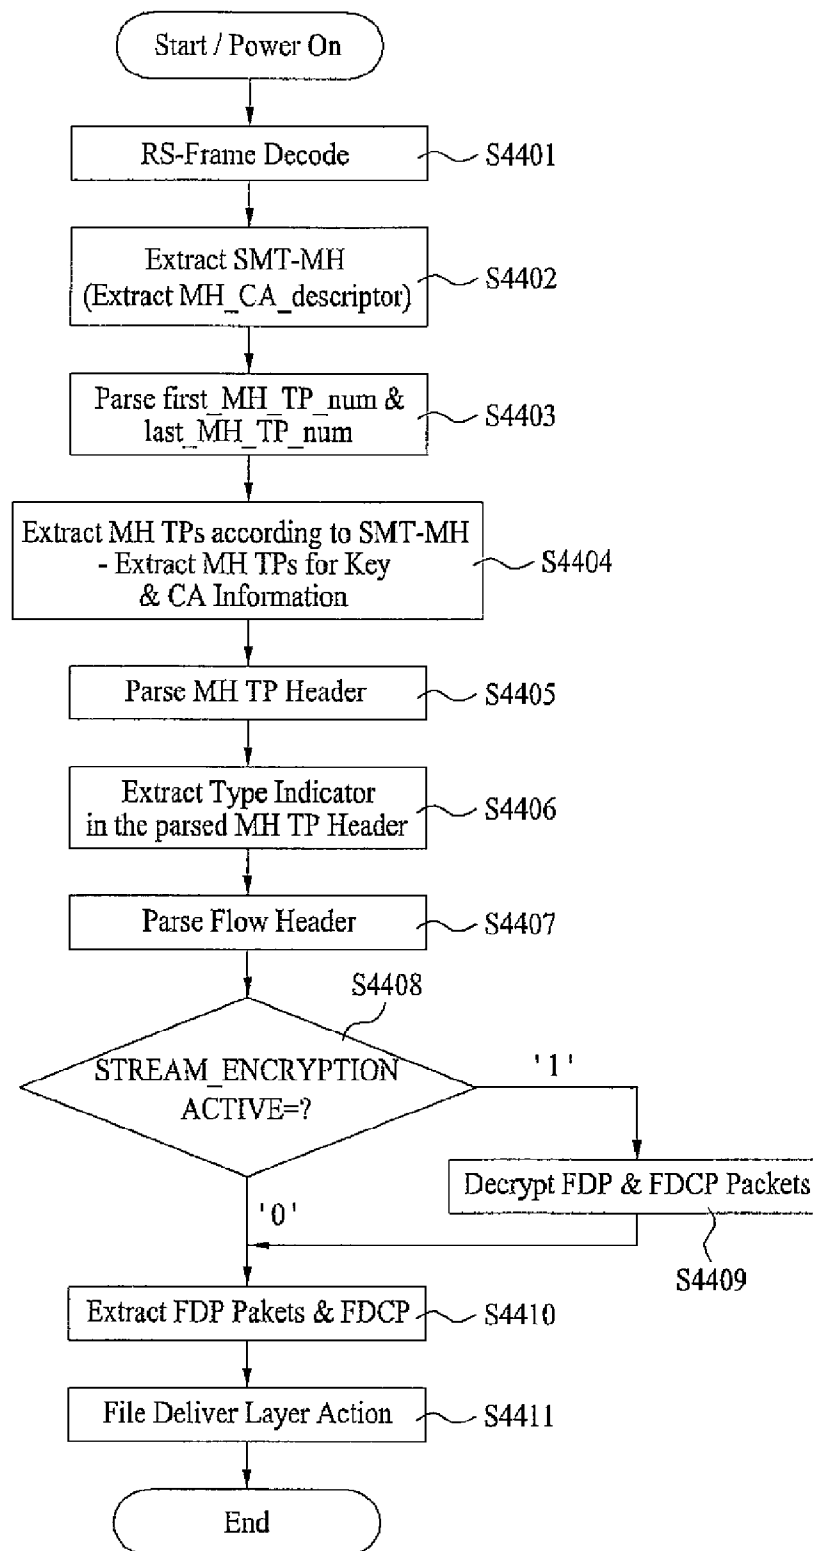 Start / Power On
RS-Frame Decode
S4401
Extract SMT-MH
(Extract MH_CA_descriptor)
S4402
Parse first_MH_TP_num &
last_MH_TP_num
S4403
Extract MH TPs according to SMT-MH
- Extract MH TPs for Key
& CA Information
S4404
Parse MH TP Header
S4405
Extract Type Indicator
in the parsed MH TP Header
S4406
Parse Flow Header
S4407
S4408
STREAM_ENCRYPTION
ACTIVE=?
'1'
Decrypt FDP & FDCP Packets
S4409
'0'
Extract FDP Pakets & FDCP
S4410
File Deliver Layer Action
S4411
End